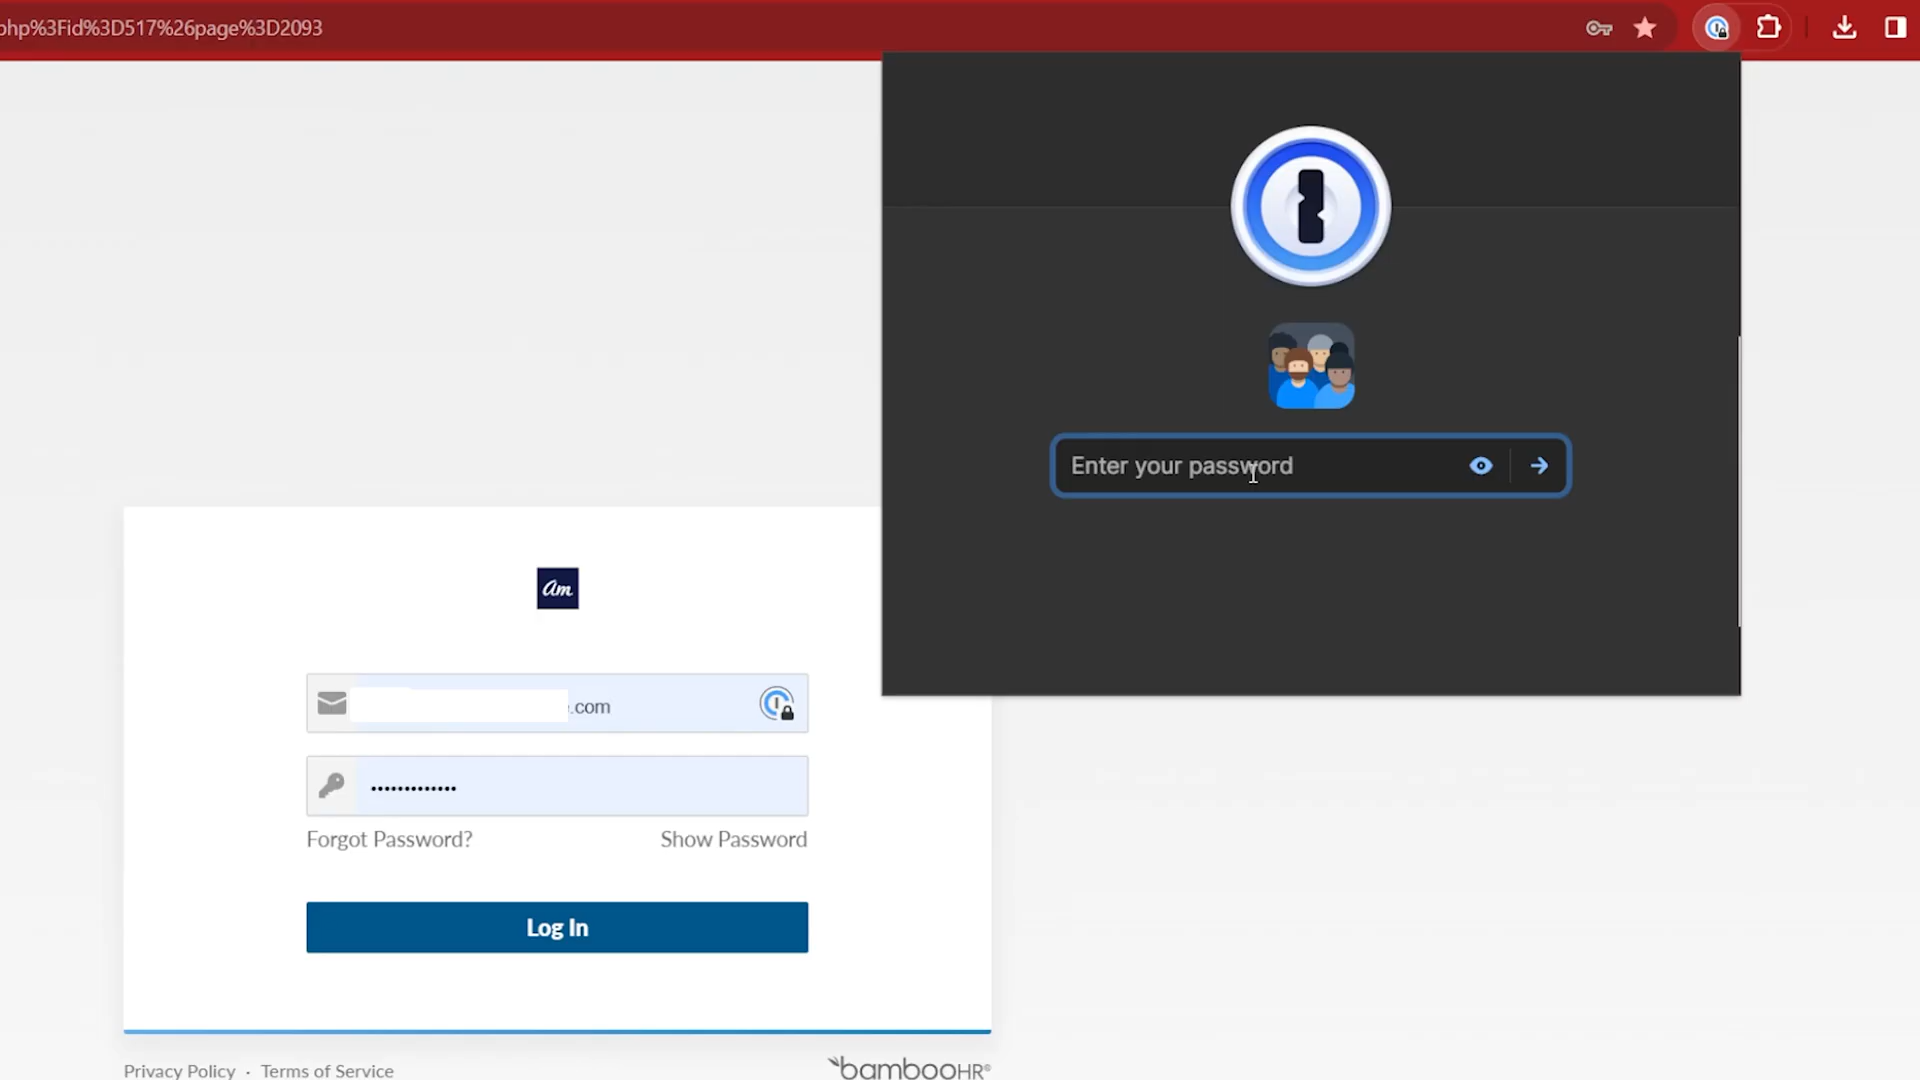 php%3Fid%3D517%26page%3D2093
Enter your password
am
.com
•••••••••••••
Forgot Password?
Show Password
Log In
Privacy Policy · Terms of Service
bambooHR®